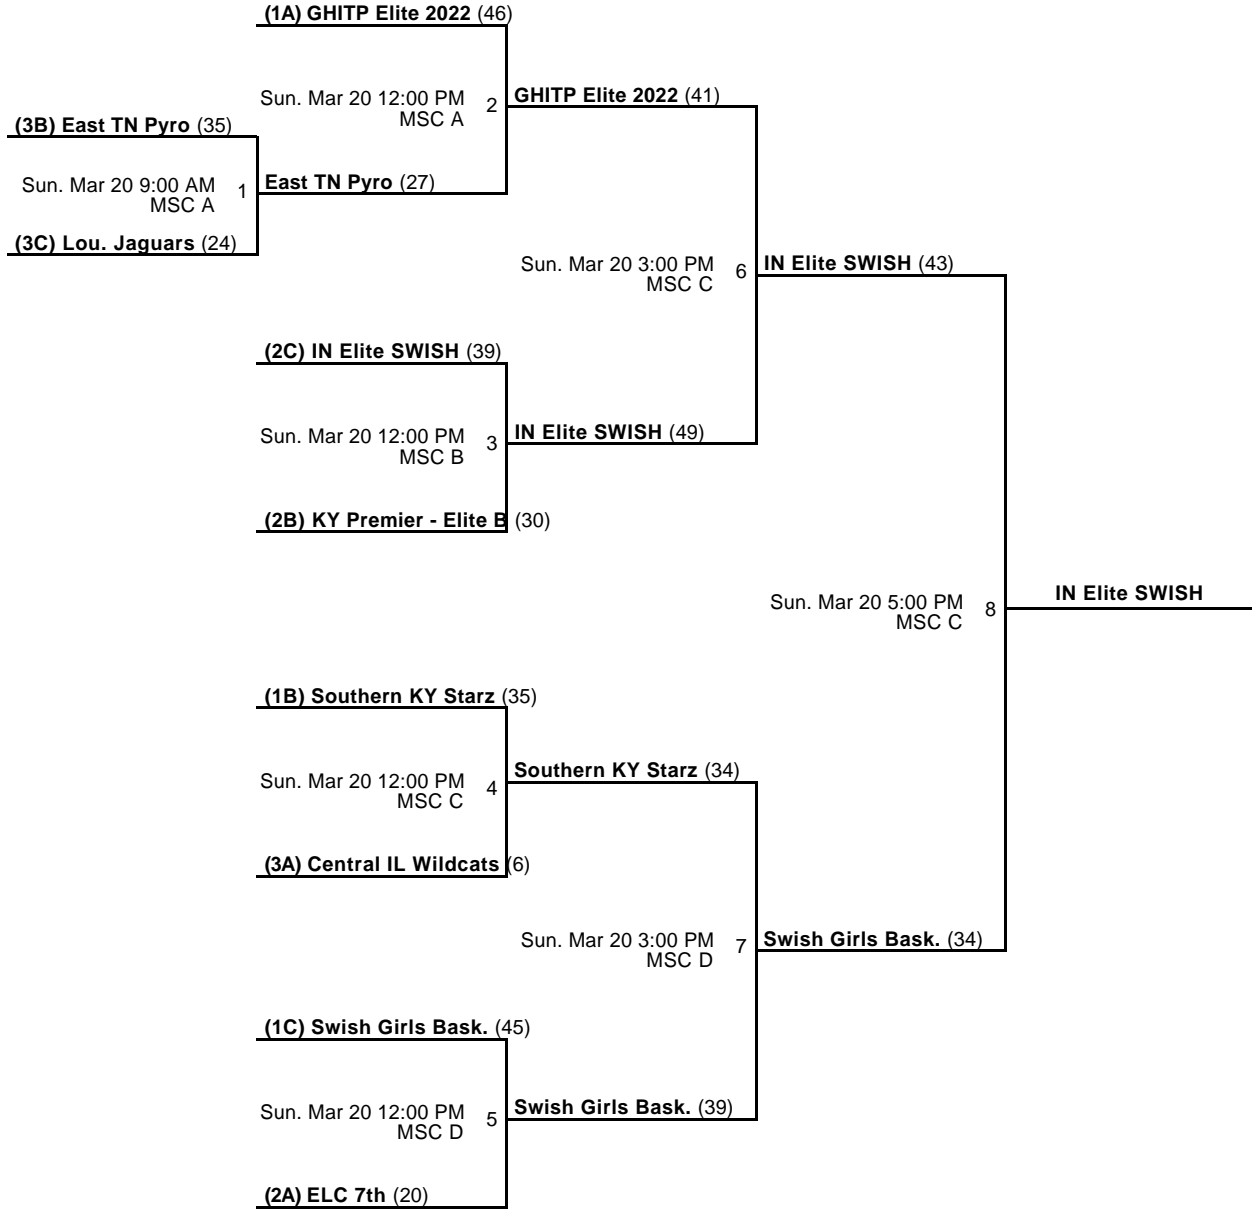 (1A) GHITP Elite 2022 (46)
Sun. Mar 20 12:00 PM
MSC A
2
GHITP Elite 2022 (41)
(3B) East TN Pyro (35)
Sun. Mar 20 9:00 AM
MSC A
1
East TN Pyro (27)
(3C) Lou. Jaguars (24)
Sun. Mar 20 3:00 PM
MSC C
6
IN Elite SWISH (43)
(2C) IN Elite SWISH (39)
Sun. Mar 20 12:00 PM
MSC B
3
IN Elite SWISH (49)
(2B) KY Premier - Elite B (30)
Sun. Mar 20 5:00 PM
MSC C
8
IN Elite SWISH
(1B) Southern KY Starz (35)
Sun. Mar 20 12:00 PM
MSC C
4
Southern KY Starz (34)
(3A) Central IL Wildcats (6)
Sun. Mar 20 3:00 PM
MSC D
7
Swish Girls Bask. (34)
(1C) Swish Girls Bask. (45)
Sun. Mar 20 12:00 PM
MSC D
5
Swish Girls Bask. (39)
(2A) ELC 7th (20)